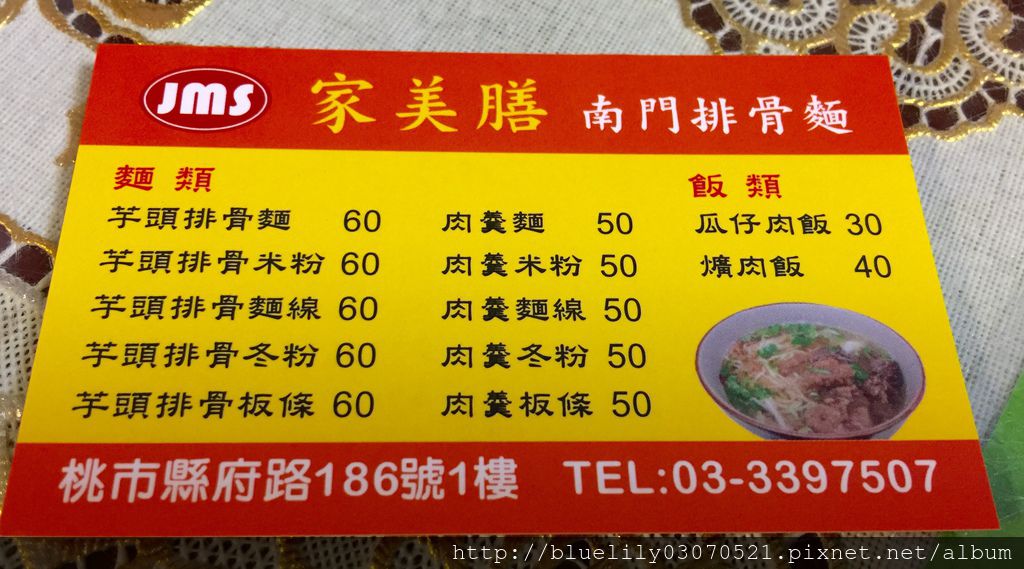 JMS 家美膳 南門排骨麵
麵類
芋頭排骨麵 60
芋頭排骨米粉 60
芋頭排骨麵線 60
芋頭排骨冬粉 60
芋頭排骨板條 60
肉羹麵 50
肉羹米粉 50
肉羹麵線 50
肉羹冬粉 50
肉羹板條 50
飯類
瓜仔肉飯 30
爌肉飯 40
桃市縣府路186號1樓 TEL:03-3397507
http://bluelily03070521.pixnet.net/album